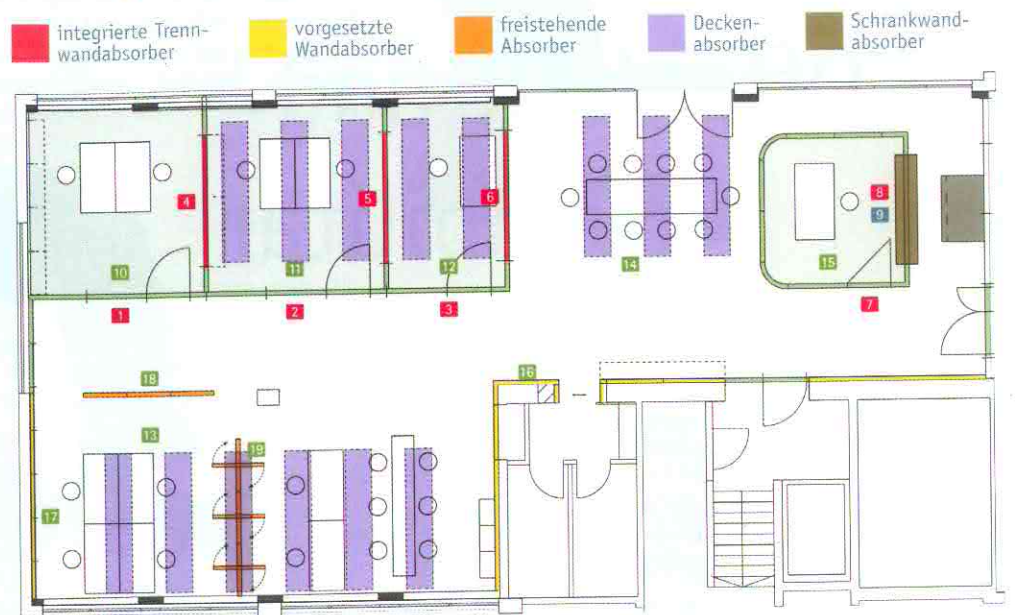 integrierte Trenn-
wandabsorber
vorgesetzte
Wandabsorber
freistehende
Absorber
Decken-
absorber
Schrankwand-
absorber
4
5
6
8
9
10
11
12
14
15
1
2
3
7
16
18
13
19
17